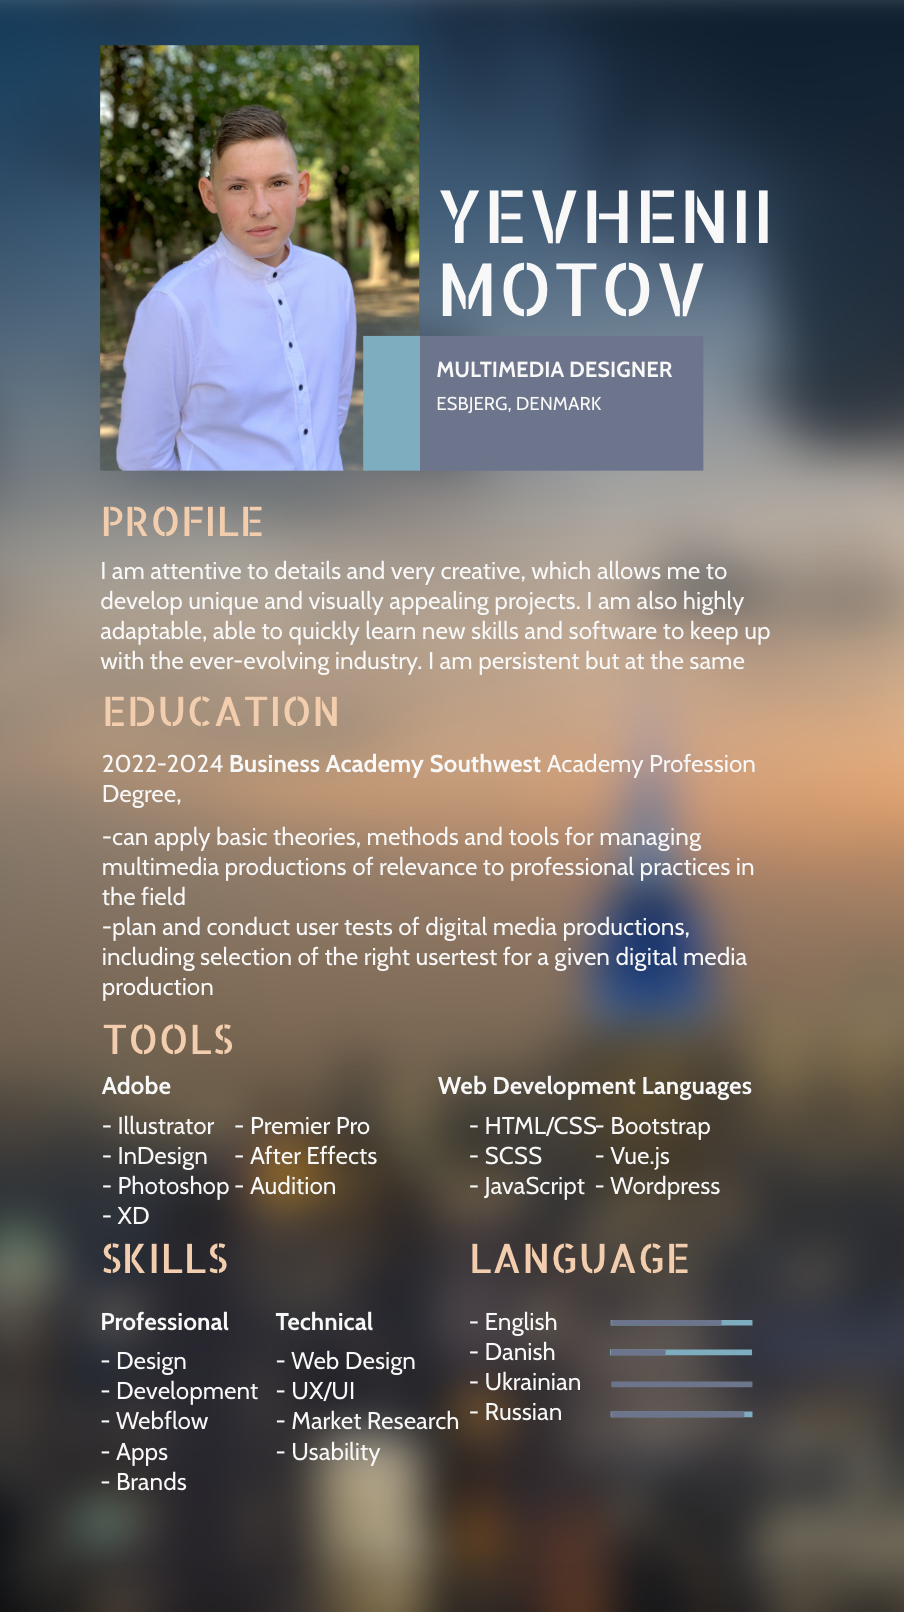 YEVHENII
MOTOV
MULTIMEDIA DESIGNER
ESBJERG, DENMARK
PROFILE
I am attentive to details and very creative, which allows me to
develop unique and visually appealing projects. I am also highly
adaptable, able to quickly learn new skills and software to keep up
with the ever-evolving industry. I am persistent but at the same
EDUCATION
2022-2024 Business Academy Southwest Academy Profession
Degree,
-can apply basic theories, methods and tools for managing
multimedia productions of relevance to professional practices in
the field
-plan and conduct user tests of digital media productions,
including selection of the right usertest for a given digital media
production
TOOLS
Adobe
- Illustrator
- InDesign
- Photoshop
- XD
- Premier Pro
- After Effects
- Audition
Web Development Languages
- HTML/CSS
- SCSS
- JavaScript
- Bootstrap
- Vue.js
- Wordpress
SKILLS
Professional
- Design
- Development
- Webflow
- Apps
- Brands
Technical
- Web Design
- UX/UI
- Market Research
- Usability
LANGUAGE
- English
- Danish
- Ukrainian
- Russian